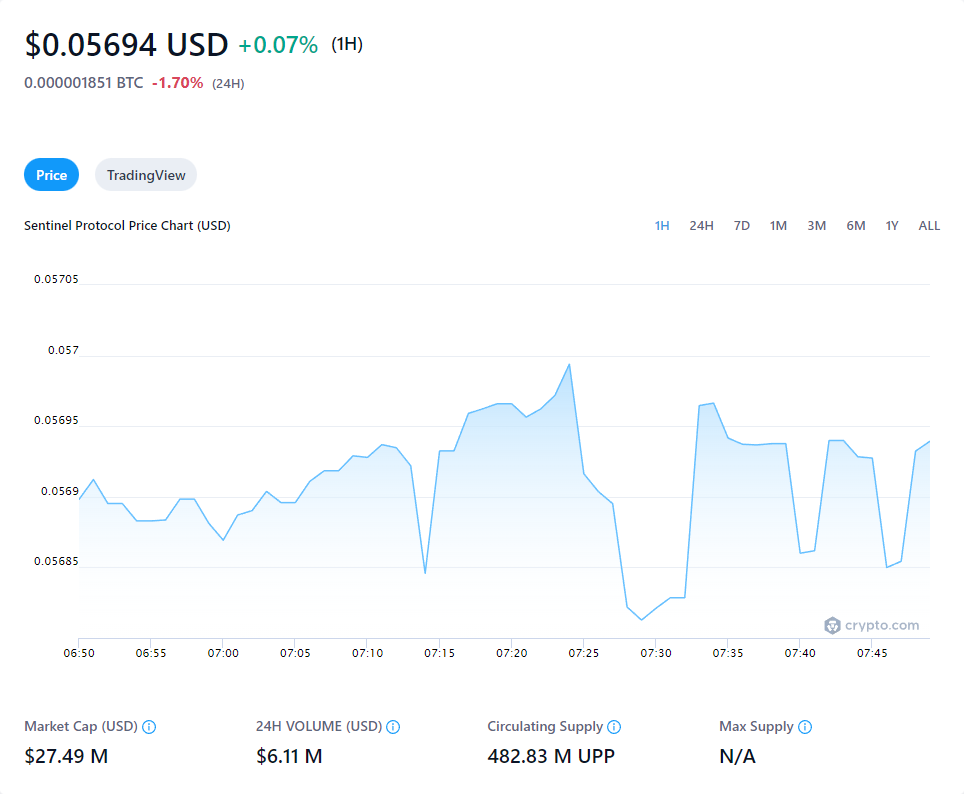 $0.05694 USD +0.07% (1H)
0.000001851 BTC -1.70% (24H)
Price TradingView
Sentinel Protocol Price Chart (USD) 1H 24H 7D 1M 3M 6M 1Y ALL
0.05705
0.057
0.05695
0.0569
0.05685
crypto.com
06:50 06:55 07:00 07:05 07:10 07:15 07:20 07:25 07:30 07:35 07:40 07:45
Market Cap (USD) 24H VOLUME (USD) Circulating Supply Max Supply
$27.49 M $6.11 M 482.83 M UPP N/A